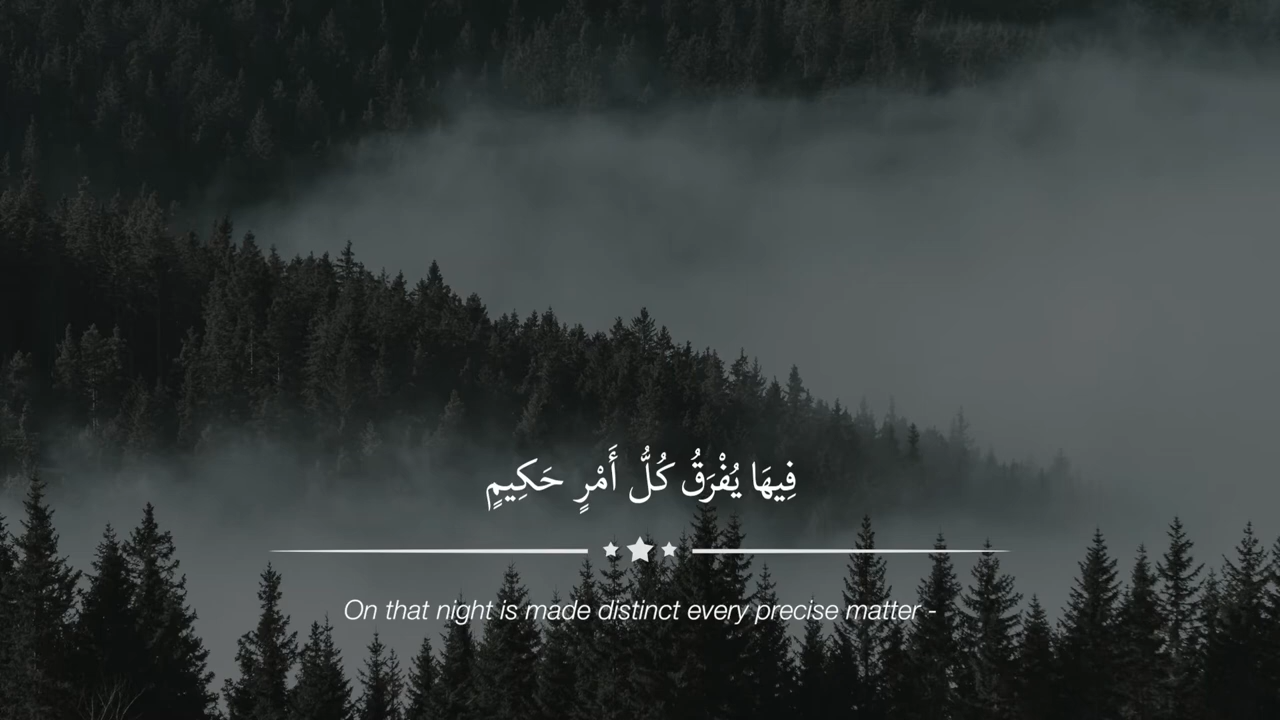 فِيهَا يُفْرَقُ كُلُّ أَمْرٍ حَكِيمٍ
On that night is made distinct every precise matter -